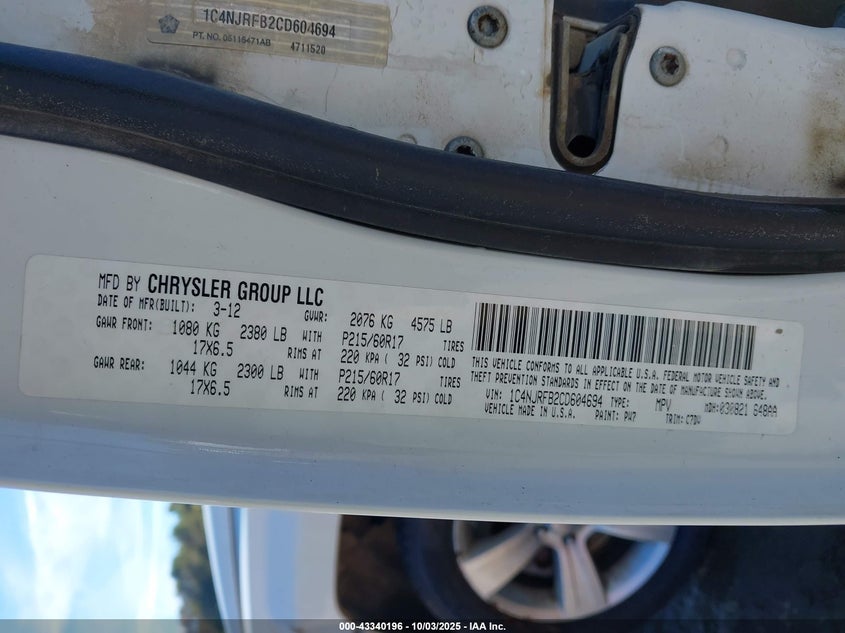 1C4NJRFB2CD604694
PT. NO. 05115471AB 4711520
MFD BY CHRYSLER GROUP LLC
DATE OF MFR(BUILT): 3-12 GVWR: 2076 KG 4575 LB
GAWR FRONT: 1080 KG 2380 LB WITH P215/60R17 TIRES
17X6.5 RIMS AT 220 KPA ( 32 PSI) COLD
GAWR REAR: 1044 KG 2300 LB WITH P215/60R17 TIRES
17X6.5 RIMS AT 220 KPA ( 32 PSI) COLD
THIS VEHICLE CONFORMS TO ALL APPLICABLE U.S.A. FEDERAL MOTOR VEHICLE SAFETY AND
THEFT PREVENTION STANDARDS IN EFFECT ON THE DATE OF MANUFACTURE SHOWN ABOVE.
VIN: 1C4NJRFB2CD604694 TYPE: MPV MDH: 030821 648AA
VEHICLE MADE IN U.S.A. PAINT: PW7 TRIM: C7DV
000-43340196 - 10/03/2025 - IAA Inc.